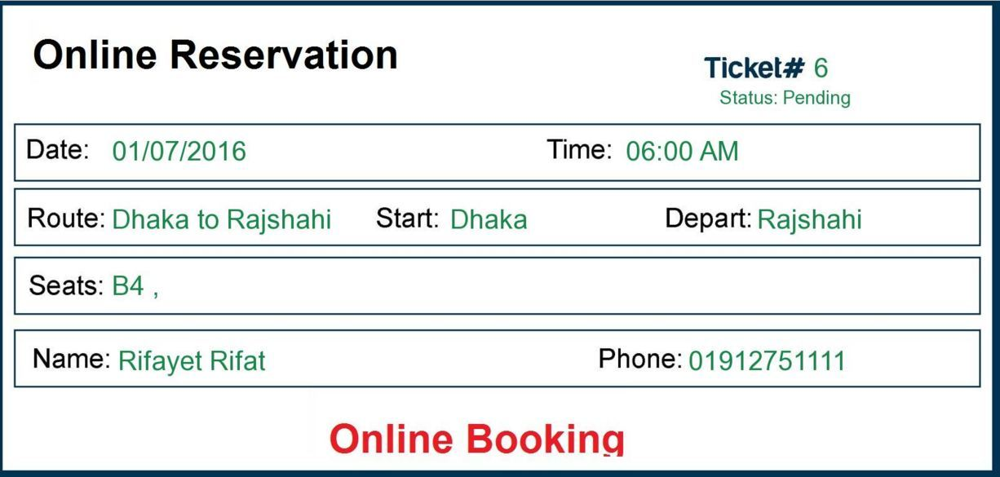 Online Reservation
Ticket# 6
Status: Pending
Date: 01/07/2016 Time: 06:00 AM
Route: Dhaka to Rajshahi Start: Dhaka Depart: Rajshahi
Seats: B4 ,
Name: Rifayet Rifat Phone: 01912751111
Online Booking